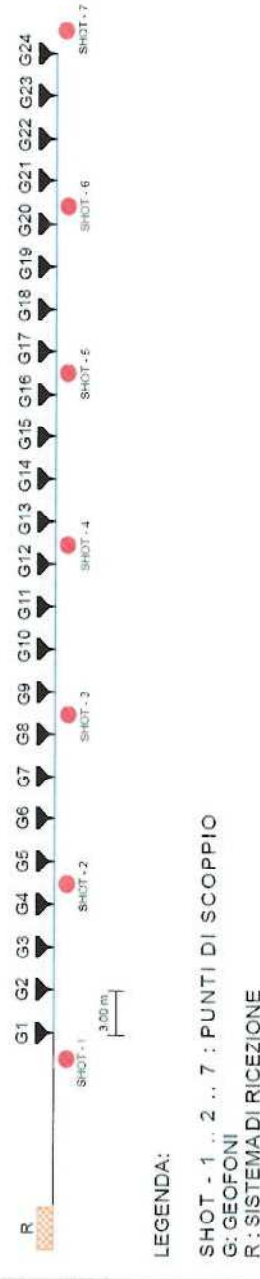 R G1 G2 G3 G4 G5 G6 G7 G8 G9 G10 G11 G12 G13 G14 G15 G16 G17 G18 G19 G20 G21 G22 G23 G24
SHOT - 1 SHOT - 2 SHOT - 3 SHOT - 4 SHOT - 5 SHOT - 6 SHOT - 7
3.00 m
LEGENDA:
SHOT - 1 .. 2 .. 7 : PUNTI DI SCOPPIO
G: GEOFONI
R : SISTEMA DI RICEZIONE